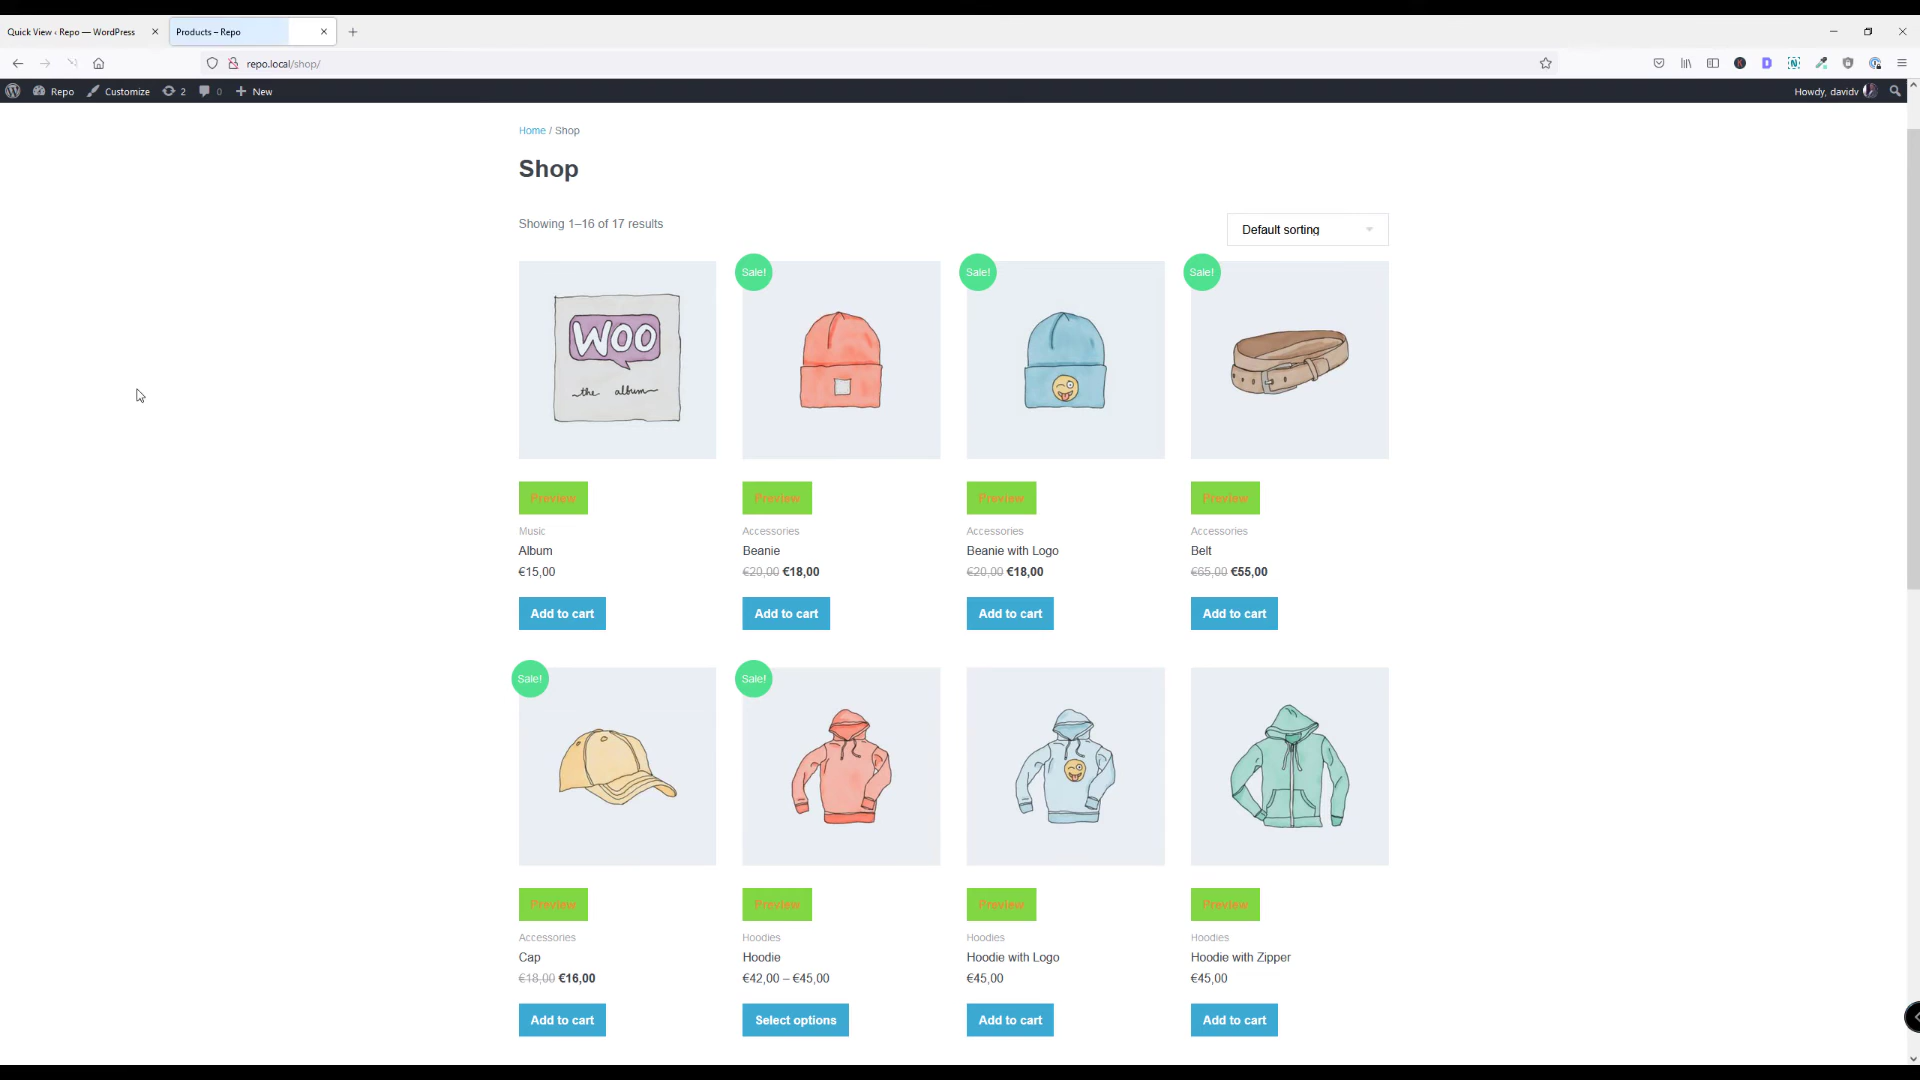 Quick View ‹ Repo — WordPress
Products – Repo
repo.local/shop/
Repo Customize 2 0 New
Howdy, davidv
Home / Shop
Shop
Showing 1–16 of 17 results
Default sorting
Sale! Sale! Sale!
WOO
the album
Preview Preview Preview Preview
Music Accessories Accessories Accessories
Album Beanie Beanie with Logo Belt
€15,00 €20,00 €18,00 €20,00 €18,00 €65,00 €55,00
Add to cart Add to cart Add to cart Add to cart
Sale! Sale!
Preview Preview Preview Preview
Accessories Hoodies Hoodies Hoodies
Cap Hoodie Hoodie with Logo Hoodie with Zipper
€18,00 €16,00 €42,00 – €45,00 €45,00 €45,00
Add to cart Select options Add to cart Add to cart